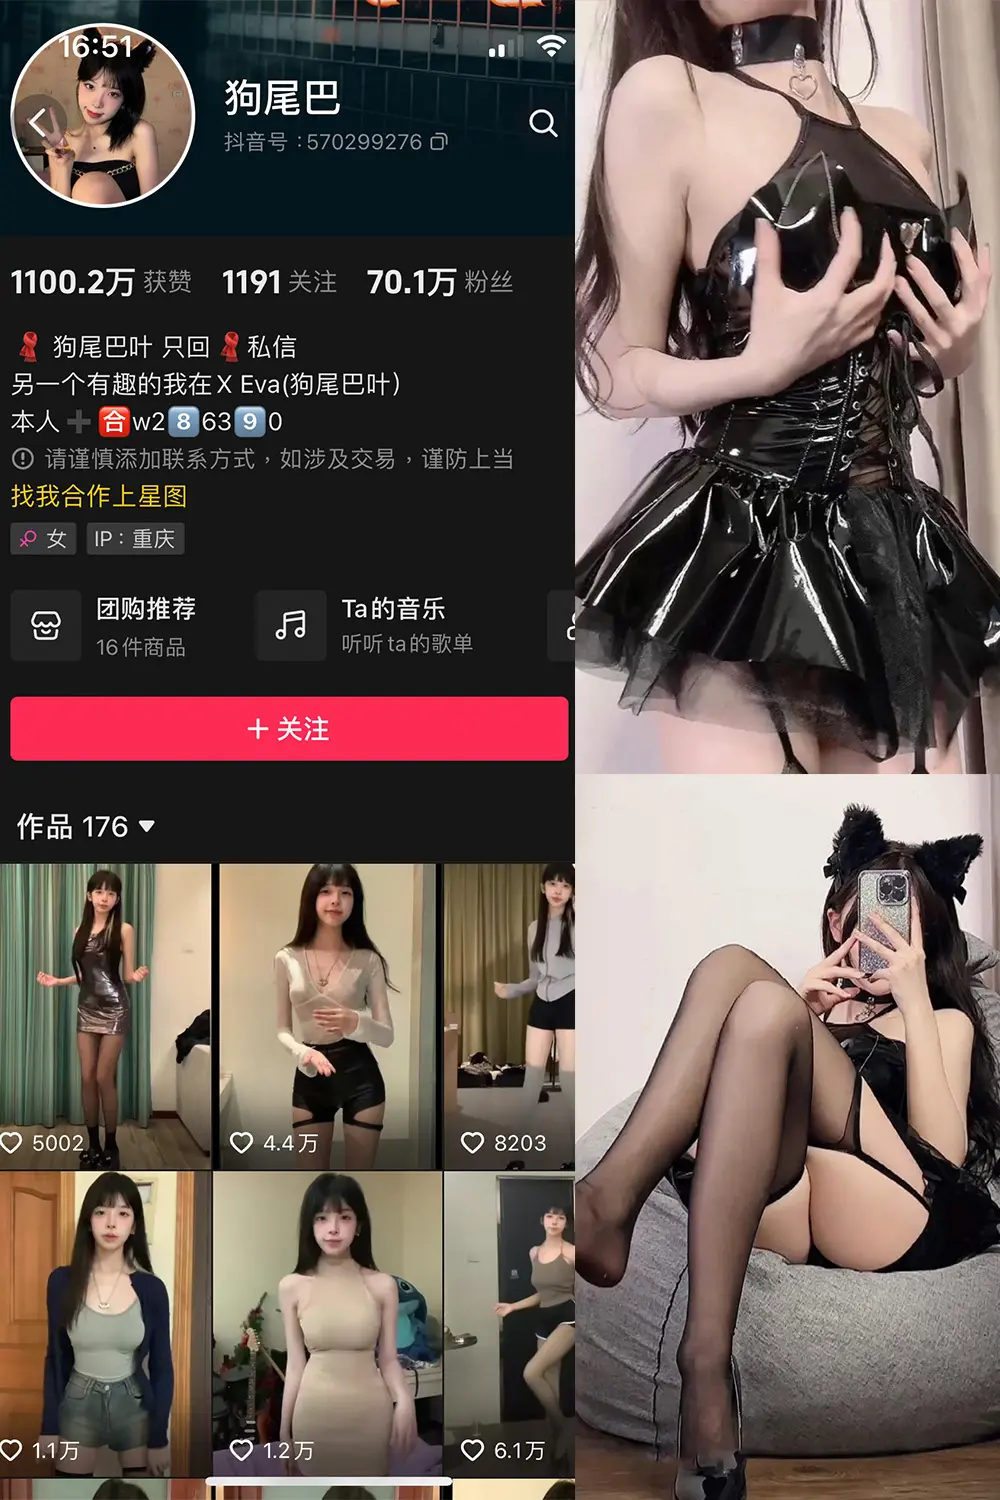 16:51
狗尾巴
抖音号：570299276
1100.2万 获赞 1191 关注 70.1万 粉丝
🧣 狗尾巴叶 只回 🧣 私信
另一个有趣的我在 X Eva(狗尾巴叶）
本人 ➕ 🈴 w2 8️⃣ 63 9️⃣ 0
请谨慎添加联系方式，如涉及交易，谨防上当
找我合作上星图
女 IP：重庆
团购推荐 Ta的音乐
16件商品 听听ta的歌单
+ 关注
作品 176
5002 4.4万 8203
1.1万 1.2万 6.1万